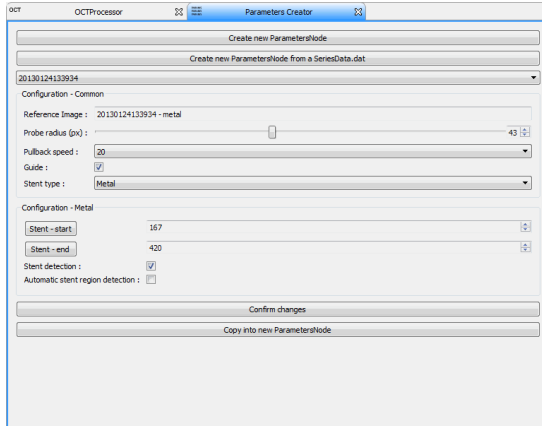 OCT OCTProcessor Parameters Creator
Create new ParametersNode
Create new ParametersNode from a SeriesData.dat
20130124133934
Configuration - Common
Reference Image : 20130124133934 - metal
Probe radius (px) : 43
Pullback speed : 20
Guide :
Stent type : Metal
Configuration - Metal
Stent - start 167
Stent - end 420
Stent detection :
Automatic stent region detection :
Confirm changes
Copy into new ParametersNode